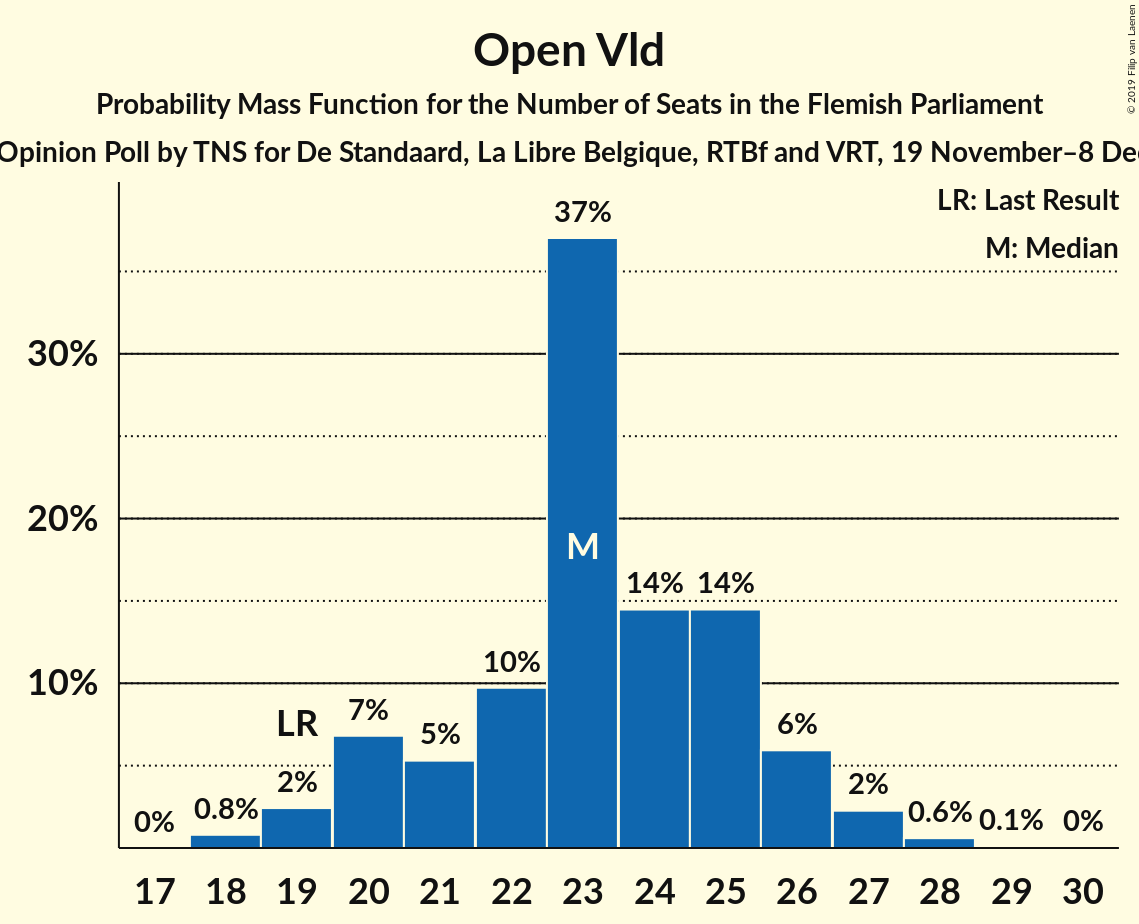 Open Vld
Probability Mass Function for the Number of Seats in the Flemish Parliament
Opinion Poll by TNS for De Standaard, La Libre Belgique, RTBf and VRT, 19 November–8
© 2019 Filip van Laenen
LR: Last Result
M: Median
37%
30%
20%
M
14% 14%
10%
10%
7%
LR
5%
6%
2%
2%
0% 0.8%
0.6% 0.1% 0%
17 18 19 20 21 22 23 24 25 26 27 28 29 30